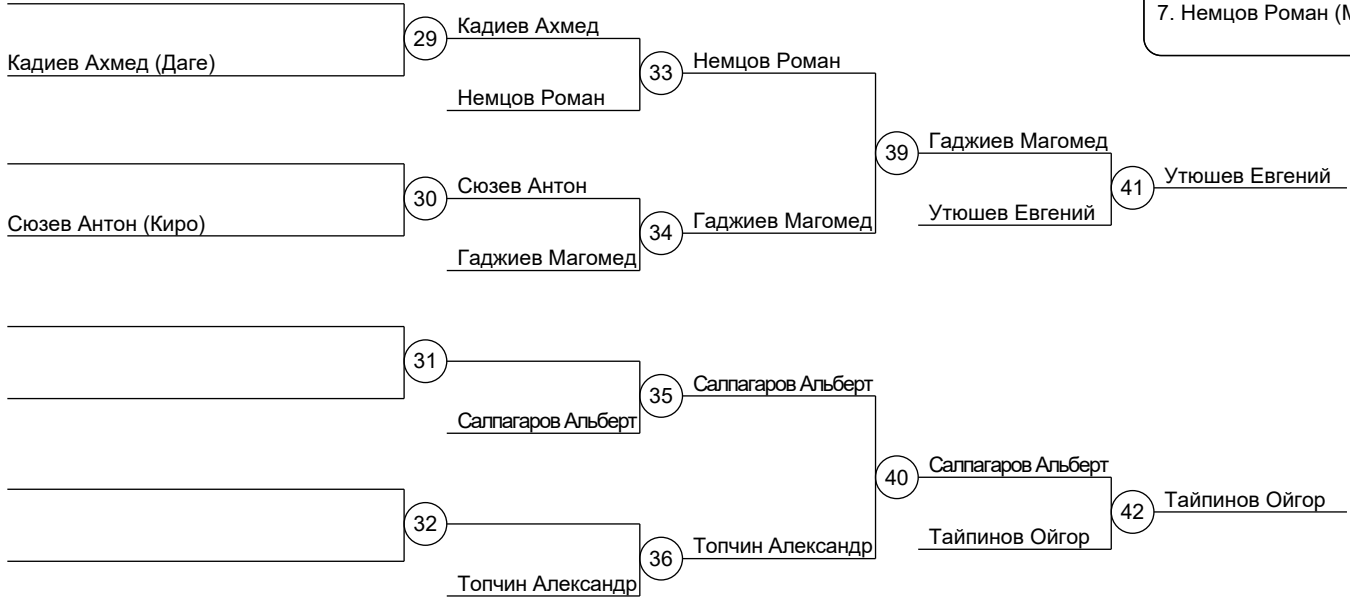 7. Немцов Роман (М
29
Кадиев Ахмед
Кадиев Ахмед (Даге)
33
Немцов Роман
Немцов Роман
39
Гаджиев Магомед
30
Сюзев Антон
41
Утюшев Евгений
Сюзев Антон (Киро)
Утюшев Евгений
34
Гаджиев Магомед
Гаджиев Магомед
31
35
Салпагаров Альберт
Салпагаров Альберт
40
Салпагаров Альберт
42
Тайпинов Ойгор
32
Тайпинов Ойгор
36
Топчин Александр
Топчин Александр